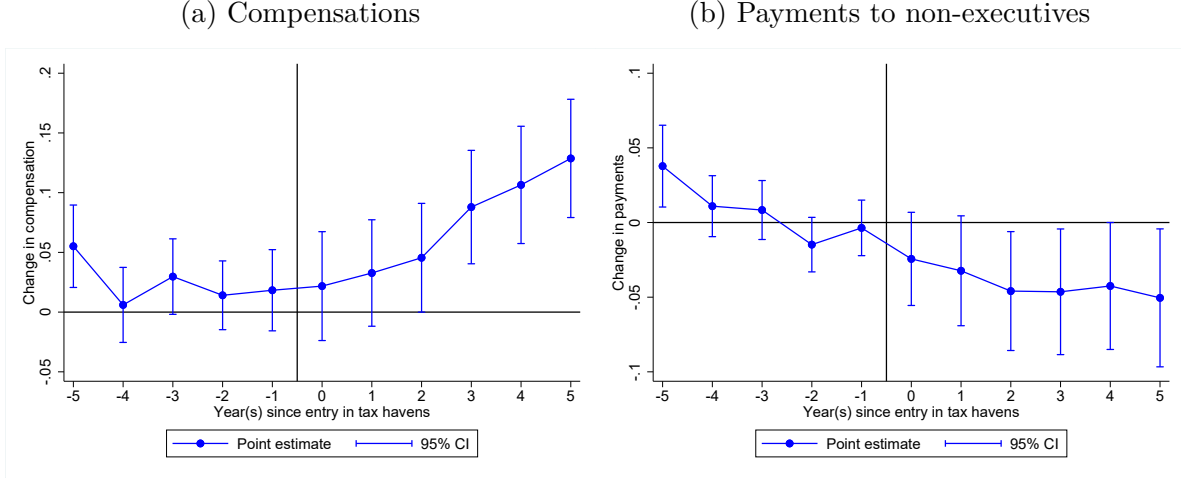 (a) Compensations
Change in compensation
.2
.15
.1
.05
0
-.05
-5 -4 -3 -2 -1 0 1 2 3 4 5
Year(s) since entry in tax havens
Point estimate 95% CI
(b) Payments to non-executives
Change in payments
.1
.05
0
-.05
-.1
-5 -4 -3 -2 -1 0 1 2 3 4 5
Year(s) since entry in tax havens
Point estimate 95% CI